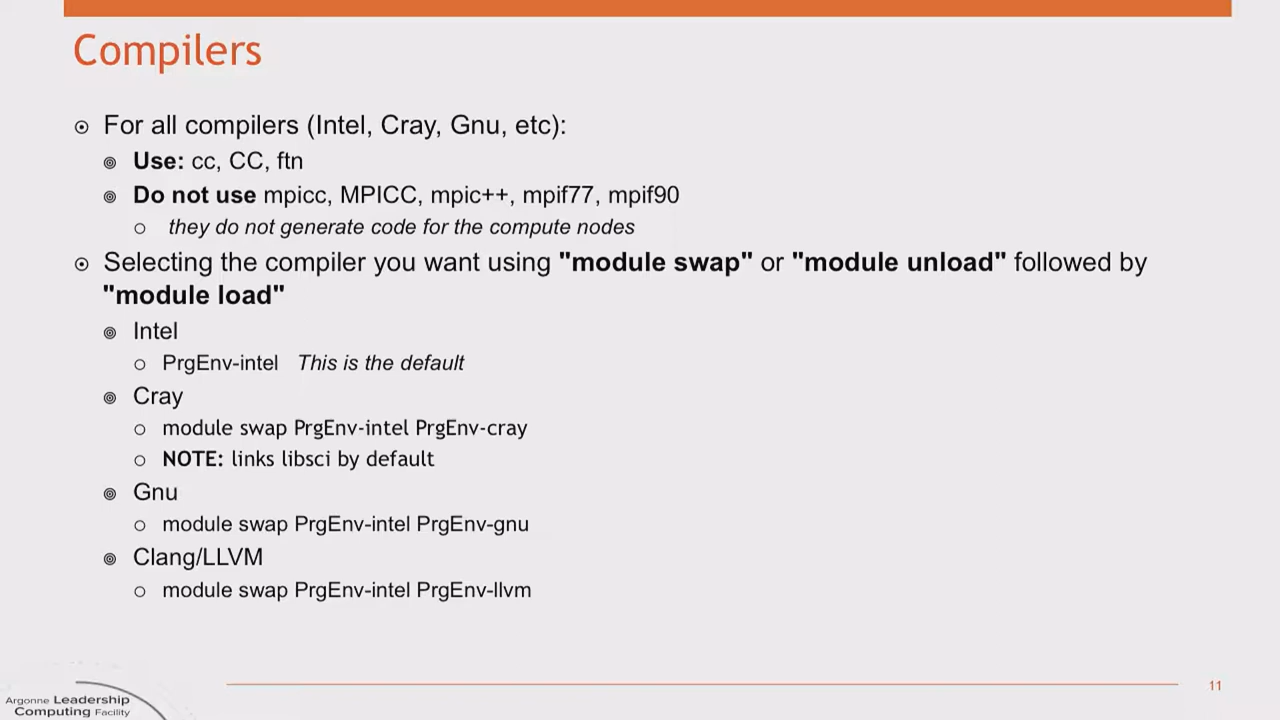 Compilers
For all compilers (Intel, Cray, Gnu, etc):
Use: cc, CC, ftn
Do not use mpicc, MPICC, mpic++, mpif77, mpif90
they do not generate code for the compute nodes
Selecting the compiler you want using "module swap" or "module unload" followed by
"module load"
Intel
PrgEnv-intel This is the default
Cray
module swap PrgEnv-intel PrgEnv-cray
NOTE: links libsci by default
Gnu
module swap PrgEnv-intel PrgEnv-gnu
Clang/LLVM
module swap PrgEnv-intel PrgEnv-llvm
11
Argonne Leadership
Computing Facility